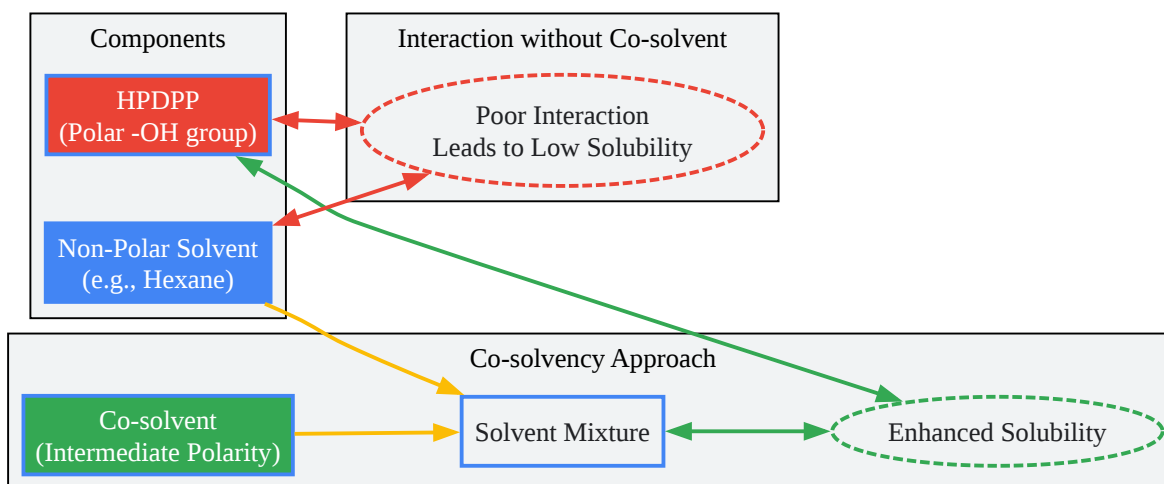 Components
HPDPP
(Polar -OH group)
Non-Polar Solvent
(e.g., Hexane)
Interaction without Co-solvent
Poor Interaction
Leads to Low Solubility
Co-solvency Approach
Co-solvent
(Intermediate Polarity)
Solvent Mixture
Enhanced Solubility